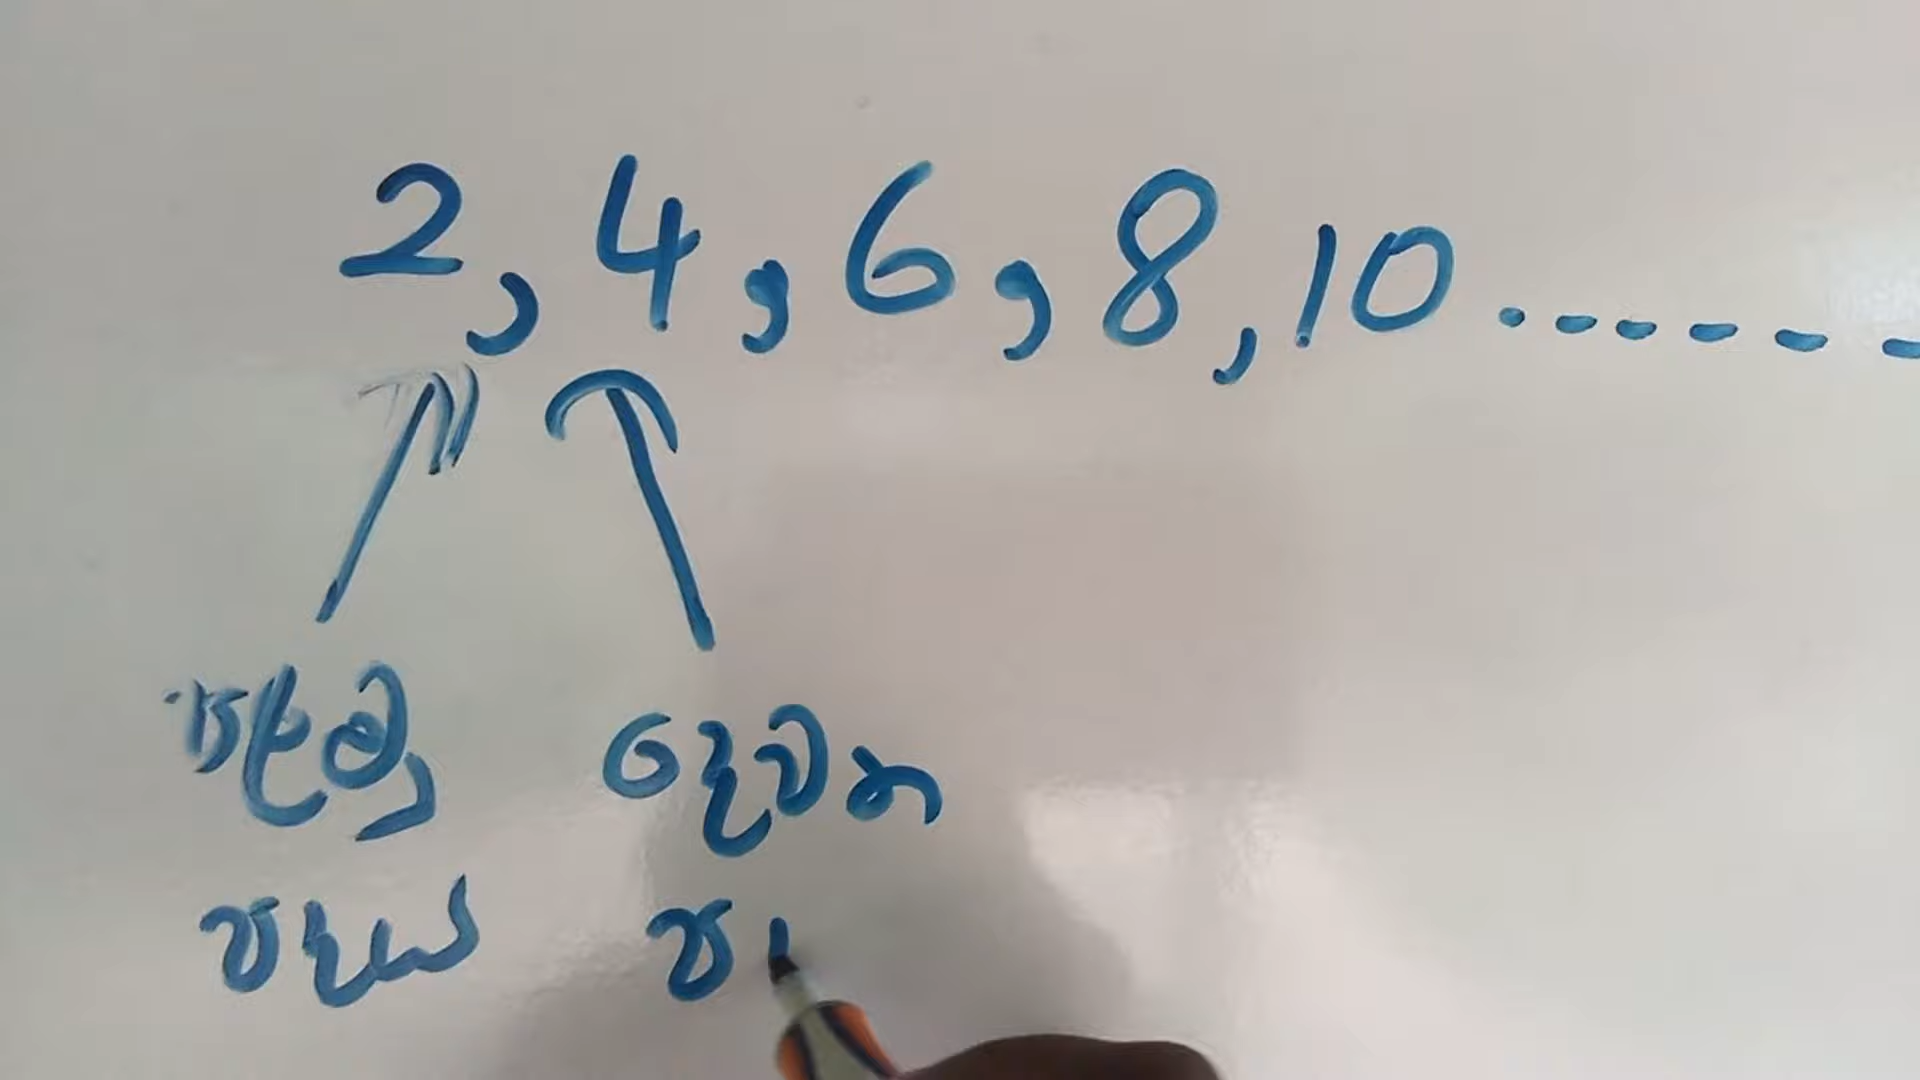 2, 4, 6, 8, 10 ......
පළමු දෙවන
පදය ප